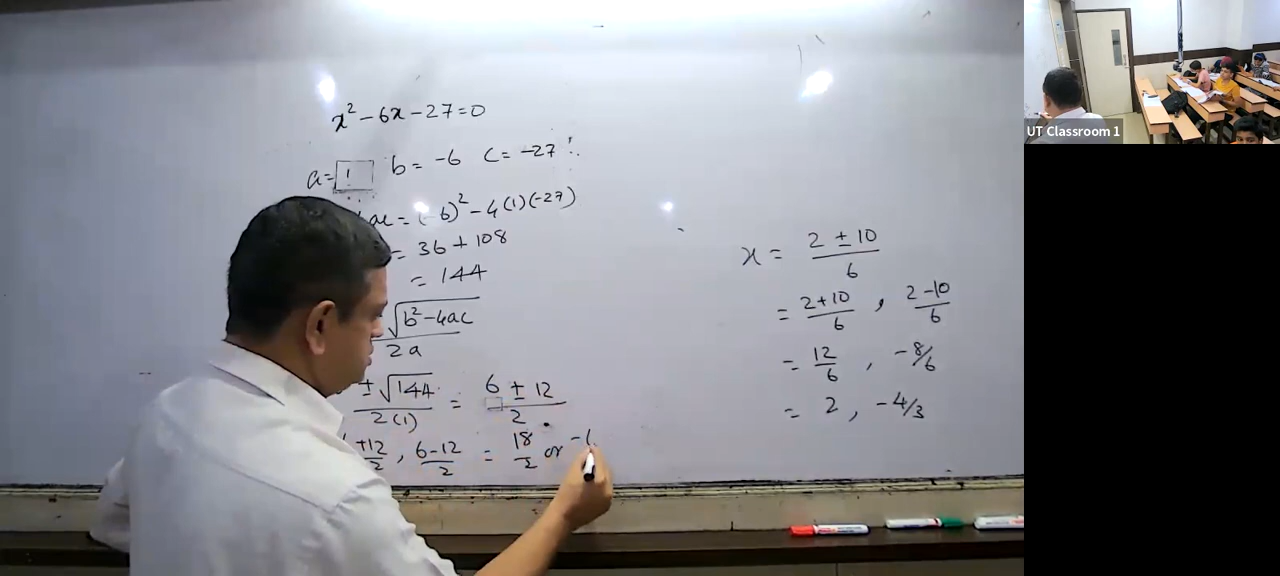 x² - 6x - 27 = 0
a = 1 b = -6 c = -27
ac = (-6)² - 4(1)(-27)
= 36 + 108
= 144
√(b² - 4ac)
2a
± √144 / 2(1) = 6 ± 12 / 2
+12/2 , 6-12/2 = 18/2 or -6
x = 2 ± 10 / 6
= 2+10/6 , 2-10/6
= 12/6 , -8/6
= 2 , -4/3
UT Classroom 1